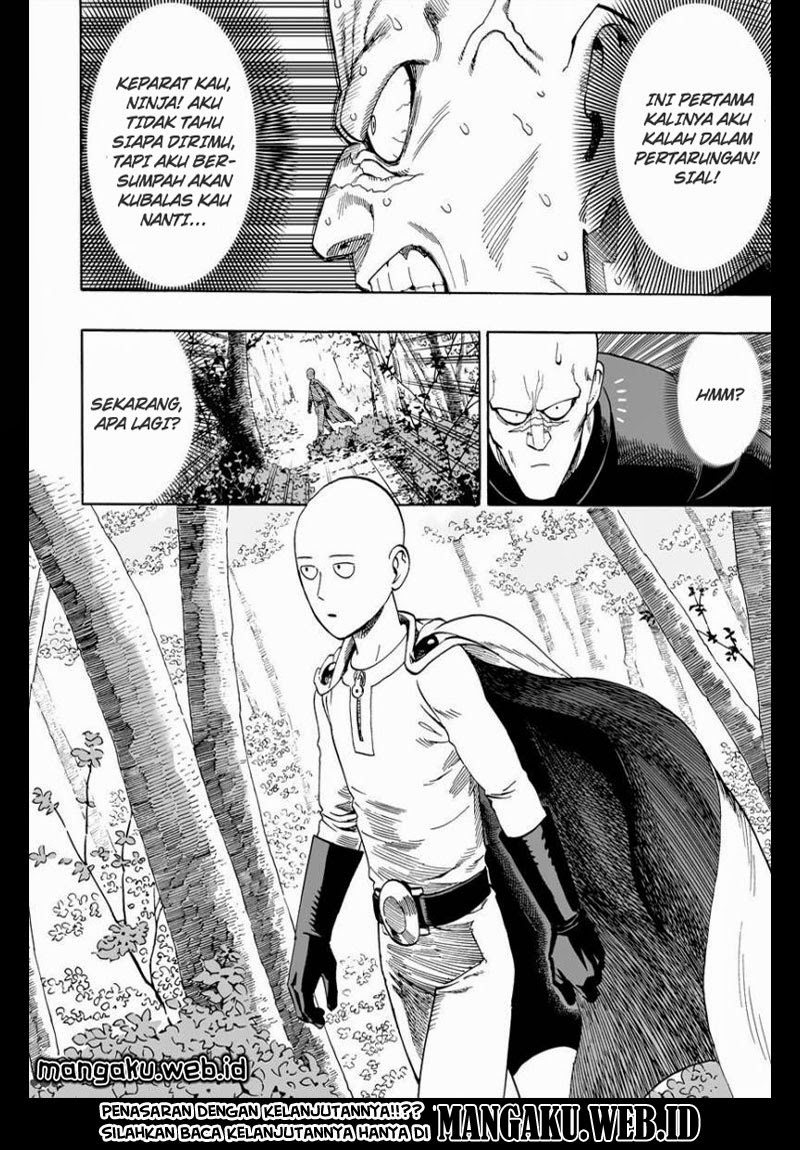 INI PERTAMA
KALINYA AKU
KALAH DALAM
PERTARUNGAN!
SIAL!
KEPARAT KAU,
NINJA! AKU
TIDAK TAHU
SIAPA DIRIMU,
TAPI AKU BER-
SUMPAH AKAN
KUBALAS KAU
NANTI...
HMM?
SEKARANG,
APA LAGI?
mangaku.web.id
PENASARAN DENGAN KELANJUTANNYA!!??
SILAHKAN BACA KELANJUTANNYA HANYA DI MANGAKU.WEB.ID